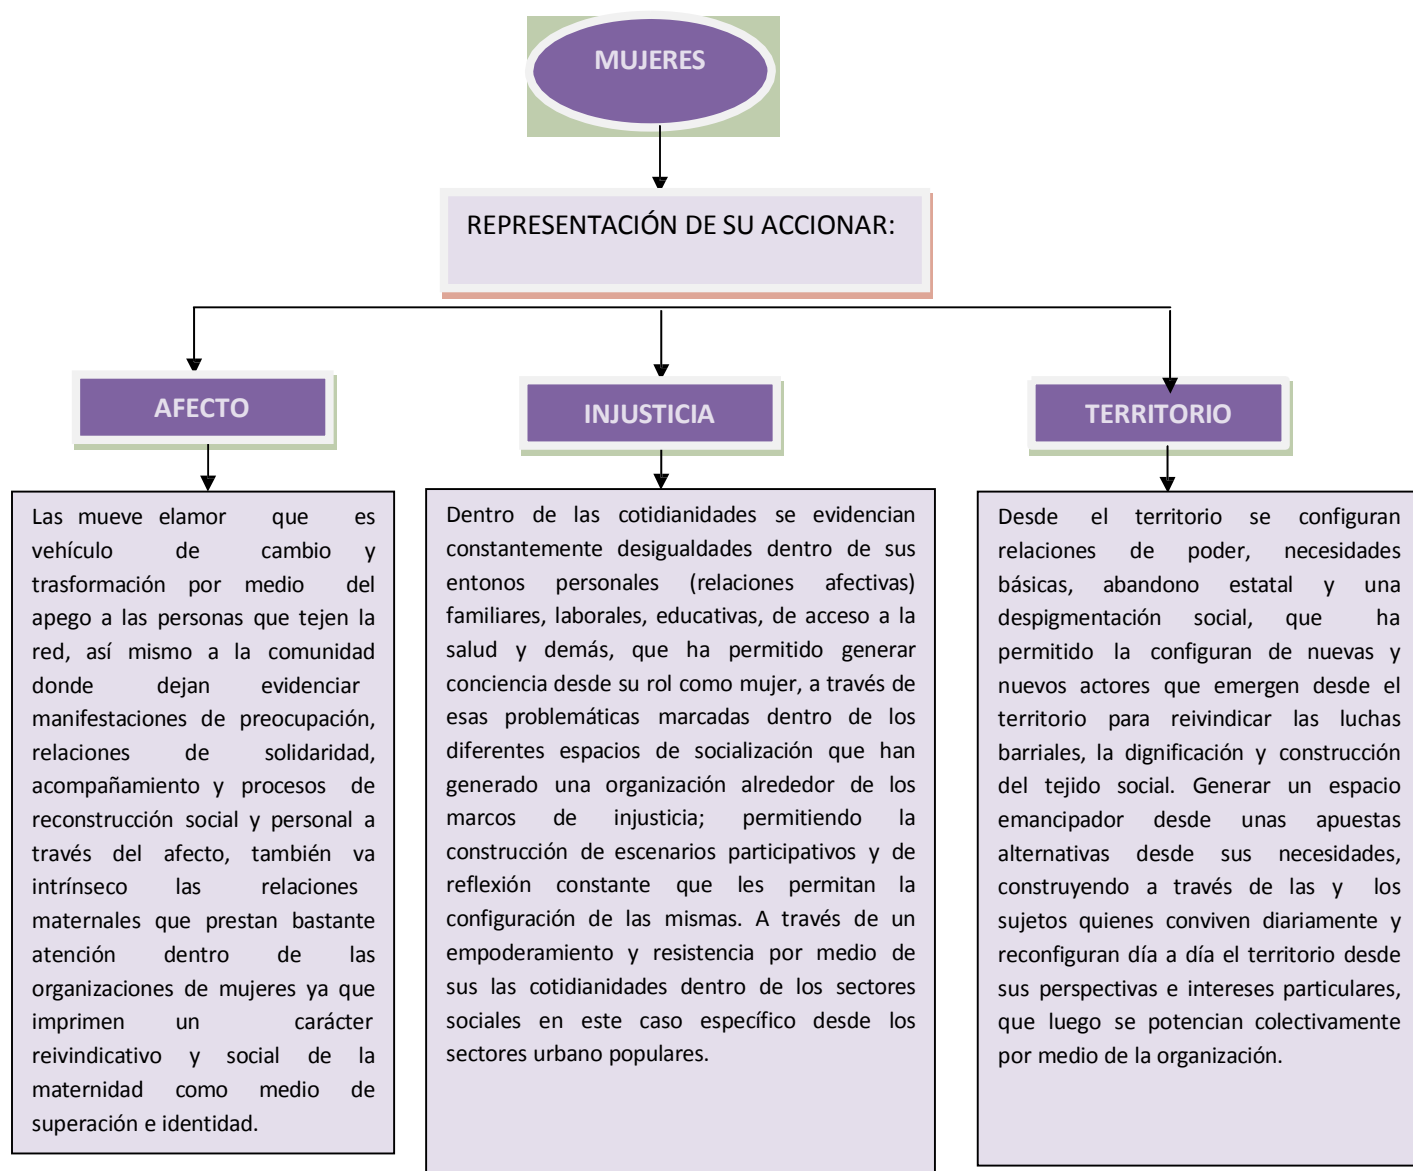 MUJERES
REPRESENTACIÓN DE SU ACCIONAR:
AFECTO
Las mueve elamor que es
vehículo de cambio y
trasformación por medio del
apego a las personas que tejen la
red, así mismo a la comunidad
donde dejan evidenciar
manifestaciones de preocupación,
relaciones de solidaridad,
acompañamiento y procesos de
reconstrucción social y personal a
través del afecto, también va
intrínseco las relaciones
maternales que prestan bastante
atención dentro de las
organizaciones de mujeres ya que
imprimen un carácter
reivindicativo y social de la
maternidad como medio de
superación e identidad.
INJUSTICIA
Dentro de las cotidianidades se evidencian
constantemente desigualdades dentro de sus
entonos personales (relaciones afectivas)
familiares, laborales, educativas, de acceso a la
salud y demás, que ha permitido generar
conciencia desde su rol como mujer, a través de
esas problemáticas marcadas dentro de los
diferentes espacios de socialización que han
generado una organización alrededor de los
marcos de injusticia; permitiendo la
construcción de escenarios participativos y de
reflexión constante que les permitan la
configuración de las mismas. A través de un
empoderamiento y resistencia por medio de
sus las cotidianidades dentro de los sectores
sociales en este caso específico desde los
sectores urbano populares.
TERRITORIO
Desde el territorio se configuran
relaciones de poder, necesidades
básicas, abandono estatal y una
despigmentación social, que ha
permitido la configuran de nuevas y
nuevos actores que emergen desde el
territorio para reivindicar las luchas
barriales, la dignificación y construcción
del tejido social. Generar un espacio
emancipador desde unas apuestas
alternativas desde sus necesidades,
construyendo a través de las y los
sujetos quienes conviven diariamente y
reconfiguran día a día el territorio desde
sus perspectivas e intereses particulares,
que luego se potencian colectivamente
por medio de la organización.